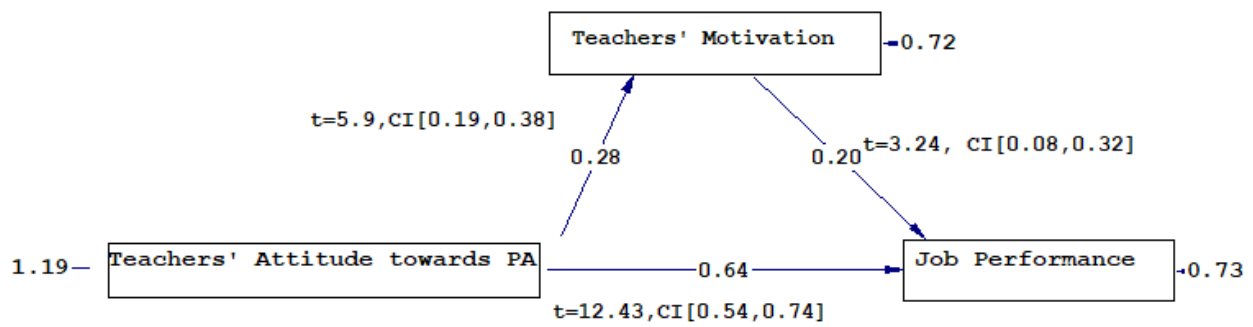 Teachers' Motivation
0.72
t=5.9,CI[0.19,0.38]
0.28
0.20
t=3.24, CI[0.08,0.32]
1.19
Teachers' Attitude towards PA
0.64
Job Performance
0.73
t=12.43,CI[0.54,0.74]